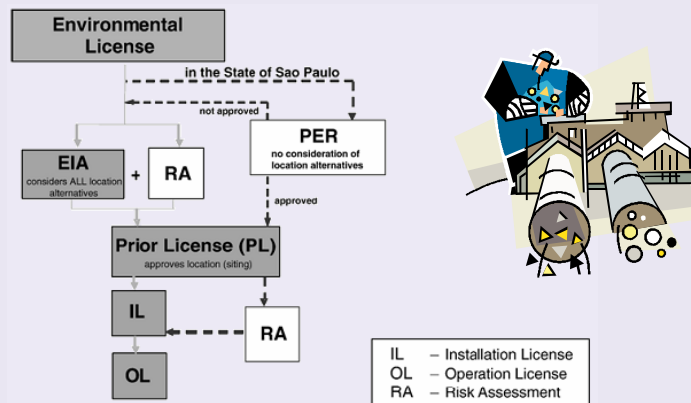 Environmental
License
in the State of Sao Paulo
not approved
PER
no consideration of
location alternatives
EIA
considers ALL location
alternatives
+
RA
approved
Prior License (PL)
approves location (siting)
IL
RA
OL
IL – Installation License
OL – Operation License
RA – Risk Assessment